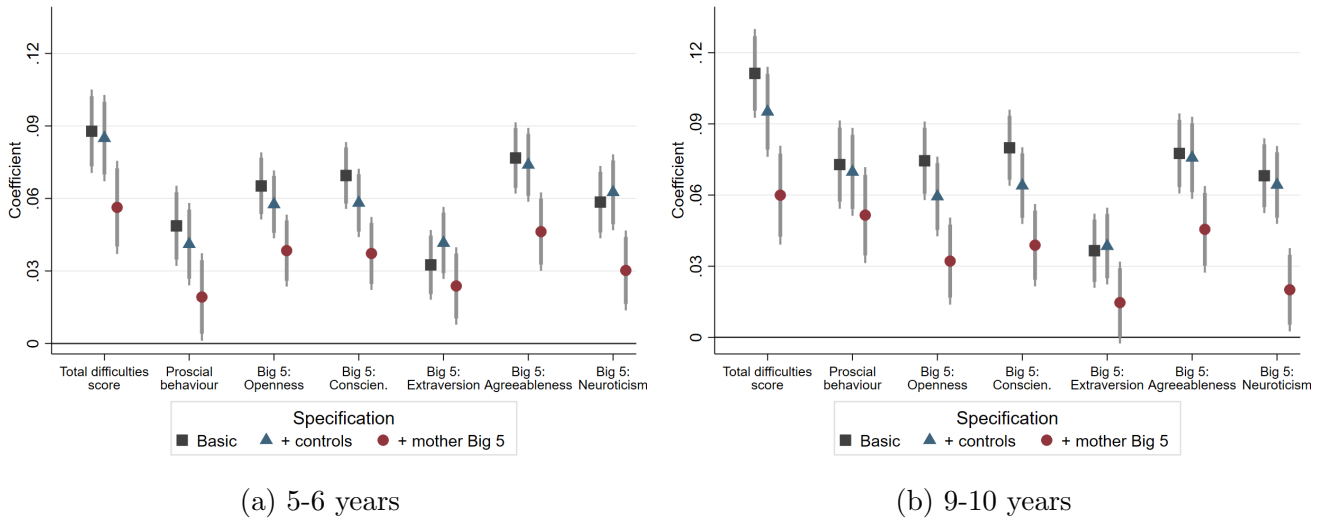 Coefficient
.12
.09
.06
.03
0
Total difficulties
score
Proscial
behaviour
Big 5:
Openness
Big 5:
Conscien.
Big 5:
Extraversion
Big 5:
Agreeableness
Big 5:
Neuroticism
Specification
Basic + controls + mother Big 5
(a) 5-6 years
Coefficient
.12
.09
.06
.03
0
Total difficulties
score
Proscial
behaviour
Big 5:
Openness
Big 5:
Conscien.
Big 5:
Extraversion
Big 5:
Agreeableness
Big 5:
Neuroticism
Specification
Basic + controls + mother Big 5
(b) 9-10 years